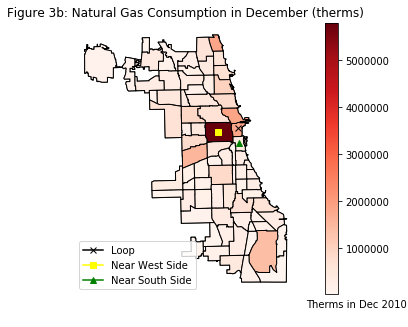 Figure 3b: Natural Gas Consumption in December (therms)
5000000
4000000
3000000
2000000
1000000
Loop
Near West Side
Near South Side
Therms in Dec 2010